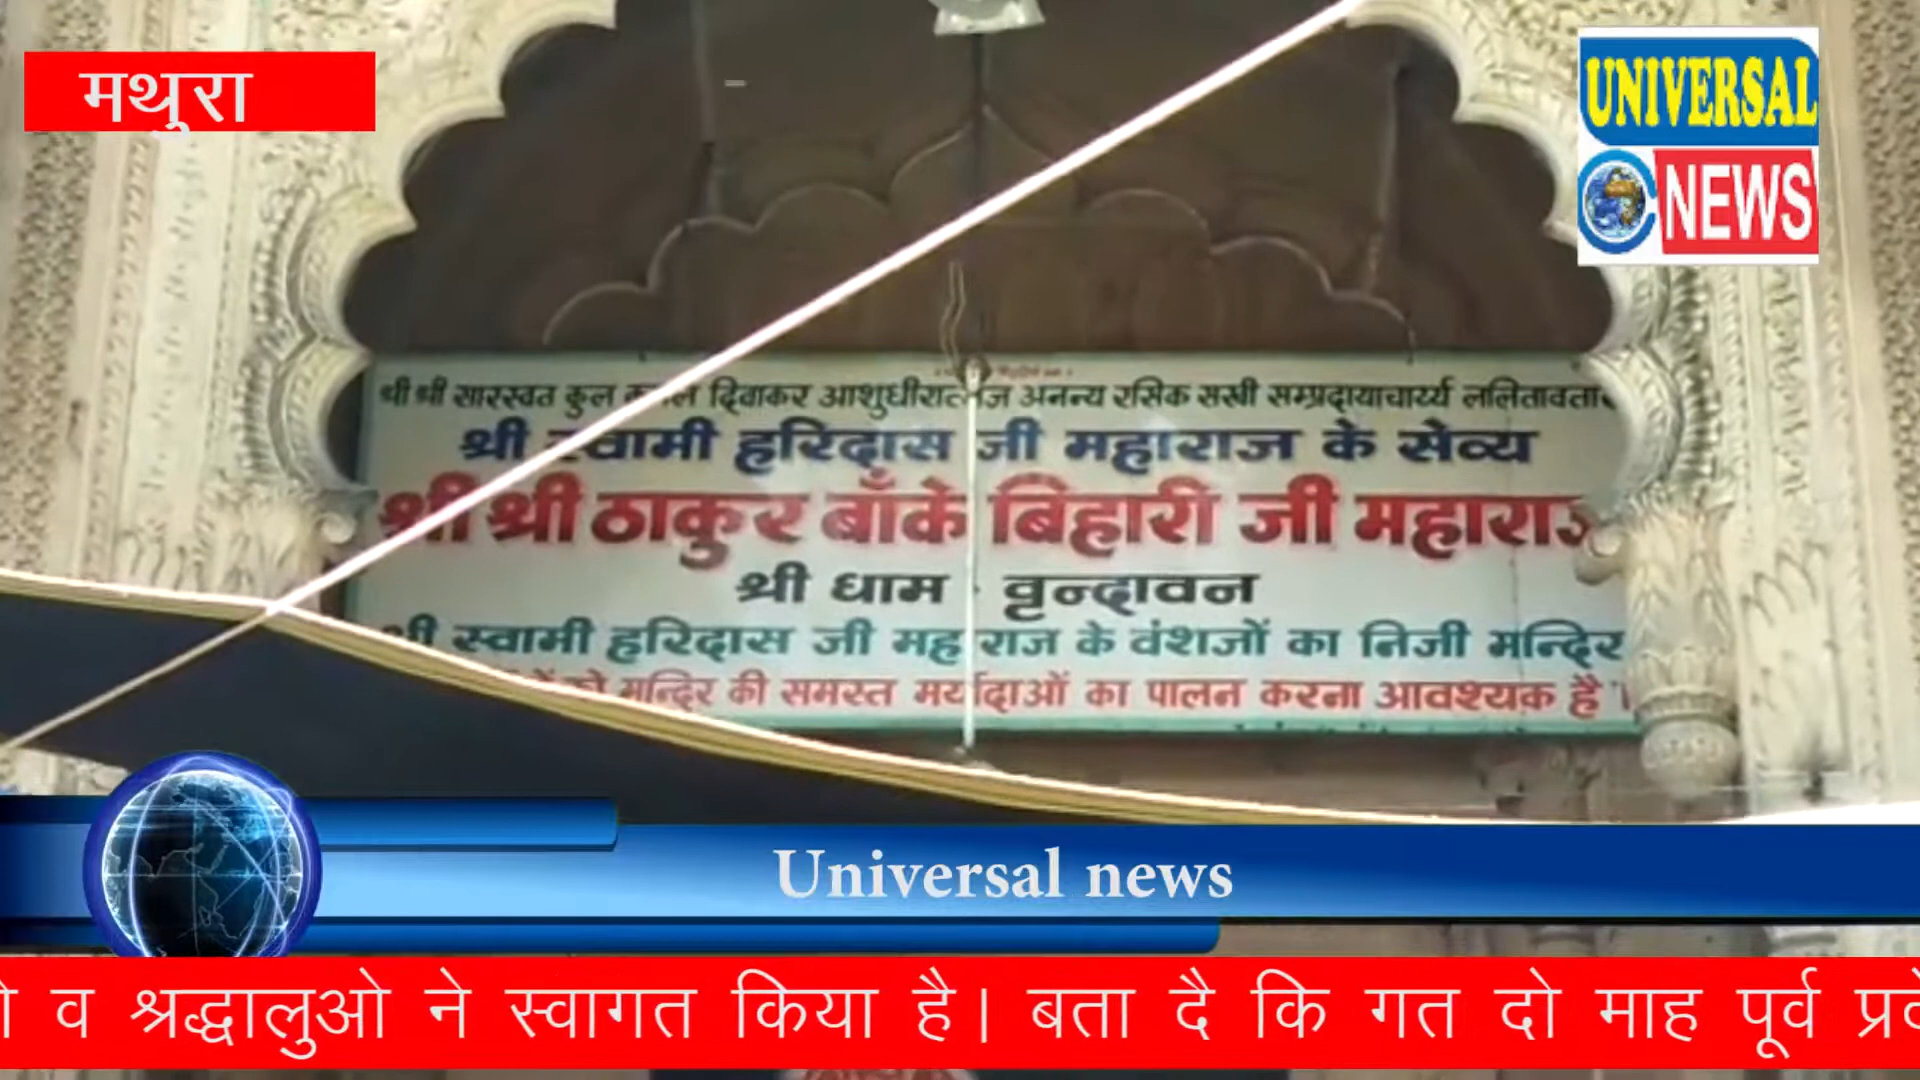 मथुरा
UNIVERSAL
NEWS
श्री श्री सारस्वत कुल दिवाकर आशुधीरात्मज अनन्य रसिक सखी सम्प्रदायाचार्य्य ललितावतार
श्री स्वामी हरिदास जी महाराज के सेव्य
श्री श्री ठाकुर बाँके बिहारी जी महाराज
श्री धाम वृन्दावन
श्री स्वामी हरिदास जी महाराज के वंशजों का निजी मन्दिर
को मन्दिर की समस्त मर्यादाओं का पालन करना आवश्यक है ।
Universal news
व श्रद्धालुओ ने स्वागत किया है। बता दै कि गत दो माह पूर्व